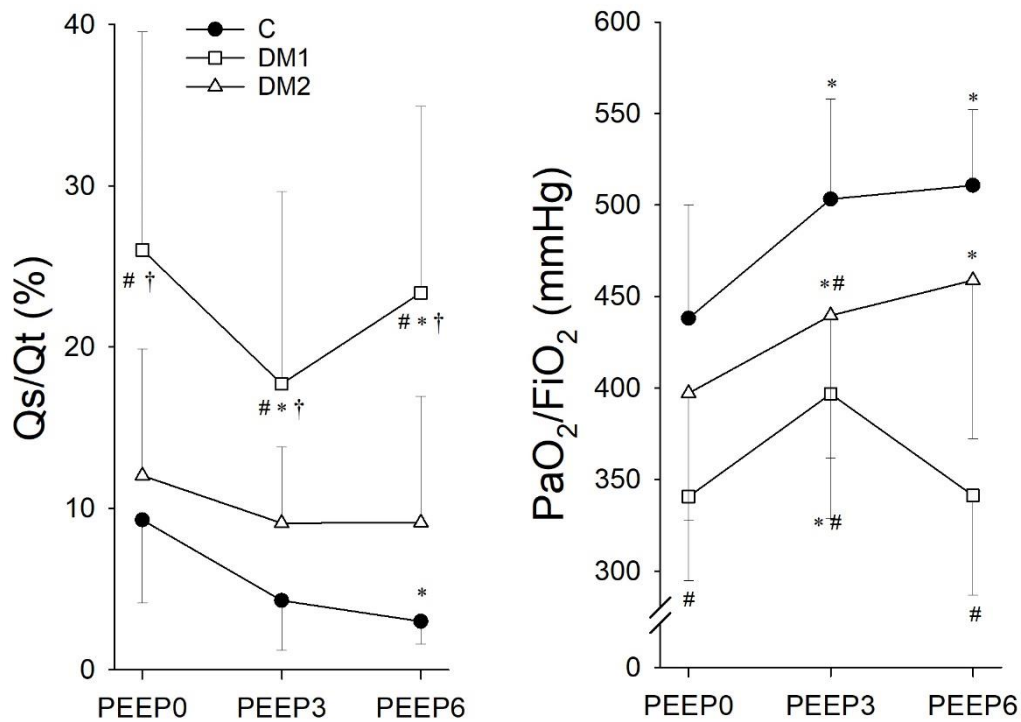 Qs/Qt (%)
40
30
20
10
0
C
DM1
DM2
# †
# * †
# * †
*
PEEP0 PEEP3 PEEP6
PaO₂/FiO₂ (mmHg)
600
550
500
450
400
350
300
0
*
*
*#
*
*#
#
#
PEEP0 PEEP3 PEEP6